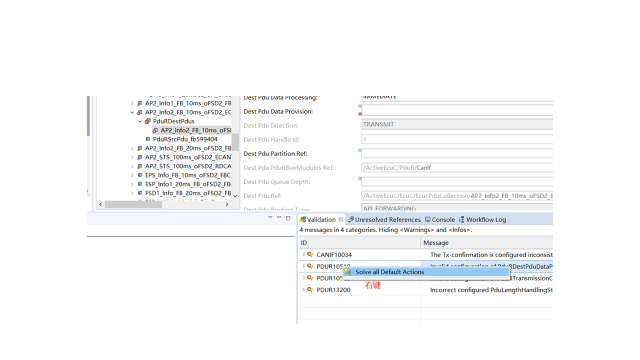 AP2_Info1_FB_10ms_oFSD2_FB
AP2_Info2_FB_10ms_oFSD2_EC
PduRDestPdus
AP2_Info2_FB_10ms_oFSI
PduRSrcPdu_fb599404
AP2_Info2_FB_20ms_oFSD2_FB
AP2_STS_100ms_oFSD2_ECAN
AP2_STS_100ms_oFSD2_RDCA
EPS_Info_FB_10ms_oFSD2_FBC
ESP_Info1_20ms_FB_oFSD2_FB
FSD1_Info_FB_20ms_oFSD2_FB
Dest Pdu Data Processing:
IMMEDIATE
Dest Pdu Data Provision:
Dest Pdu Direction:
TRANSMIT
Dest Pdu Handle Id:
1
Dest Pdu Partition Ref:
Dest Pdu PduRBswModules Ref:
/ActiveEcuC/PduR/CanIf
Dest Pdu Queue Depth:
Dest Pdu Ref:
/ActiveEcuC/EcuC/EcucPduCollection/AP2_Info2_FB_10ms_oFSD2_E
Dest Pdu Routing Type:
API_FORWARDING
Validation
Unresolved References
Console
Workflow Log
4 messages in 4 categories. Hiding <Warnings> and <Infos>.
ID
Message
CANIF10034
The Tx-confirmation is configured inconsist
PDUR10510
Invalid configuration of PduRDestPduDataP
Solve all Default Actions
PDUR10
RTransmissionC
右键
PDUR13200
Incorrect configured PduLengthHandlingSt